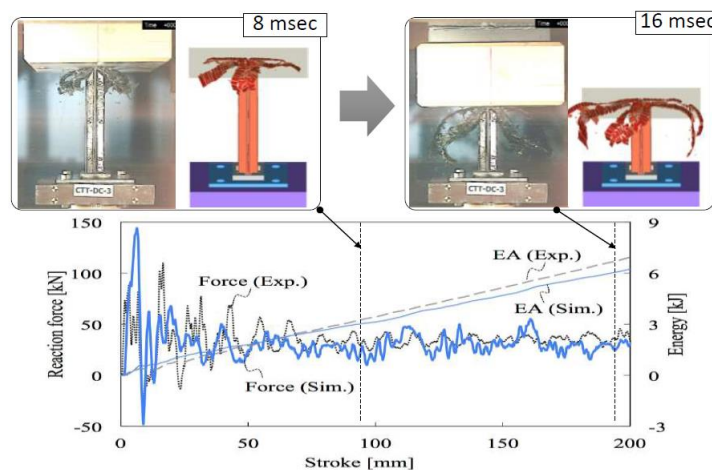 8 msec
16 msec
Time
Time
CTT-DC-3
CTT-DC-3
150
100
50
0
-50
Reaction force [kN]
9
6
3
0
-3
Energy [kJ]
Force (Exp.)
EA (Exp.)
EA (Sim.)
Force (Sim.)
0
50
100
150
200
Stroke [mm]